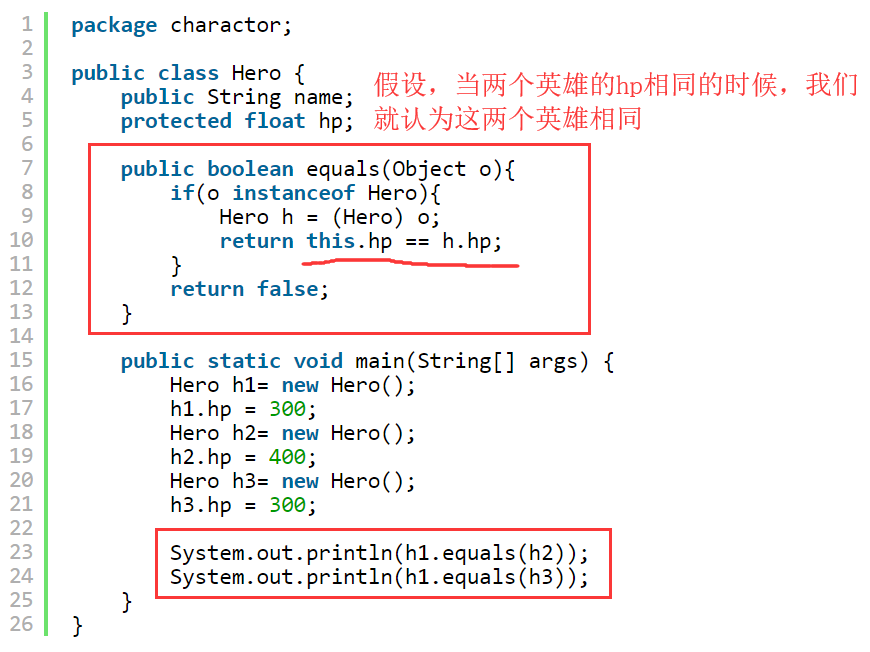 1 package charactor;
2
3 public class Hero {
4     public String name;
5     protected float hp;
假设，当两个英雄的hp相同的时候，我们
就认为这两个英雄相同
6
7     public boolean equals(Object o){
8         if(o instanceof Hero){
9             Hero h = (Hero) o;
10             return this.hp == h.hp;
11         }
12         return false;
13     }
14
15     public static void main(String[] args) {
16         Hero h1= new Hero();
17         h1.hp = 300;
18         Hero h2= new Hero();
19         h2.hp = 400;
20         Hero h3= new Hero();
21         h3.hp = 300;
22
23         System.out.println(h1.equals(h2));
24         System.out.println(h1.equals(h3));
25     }
26 }